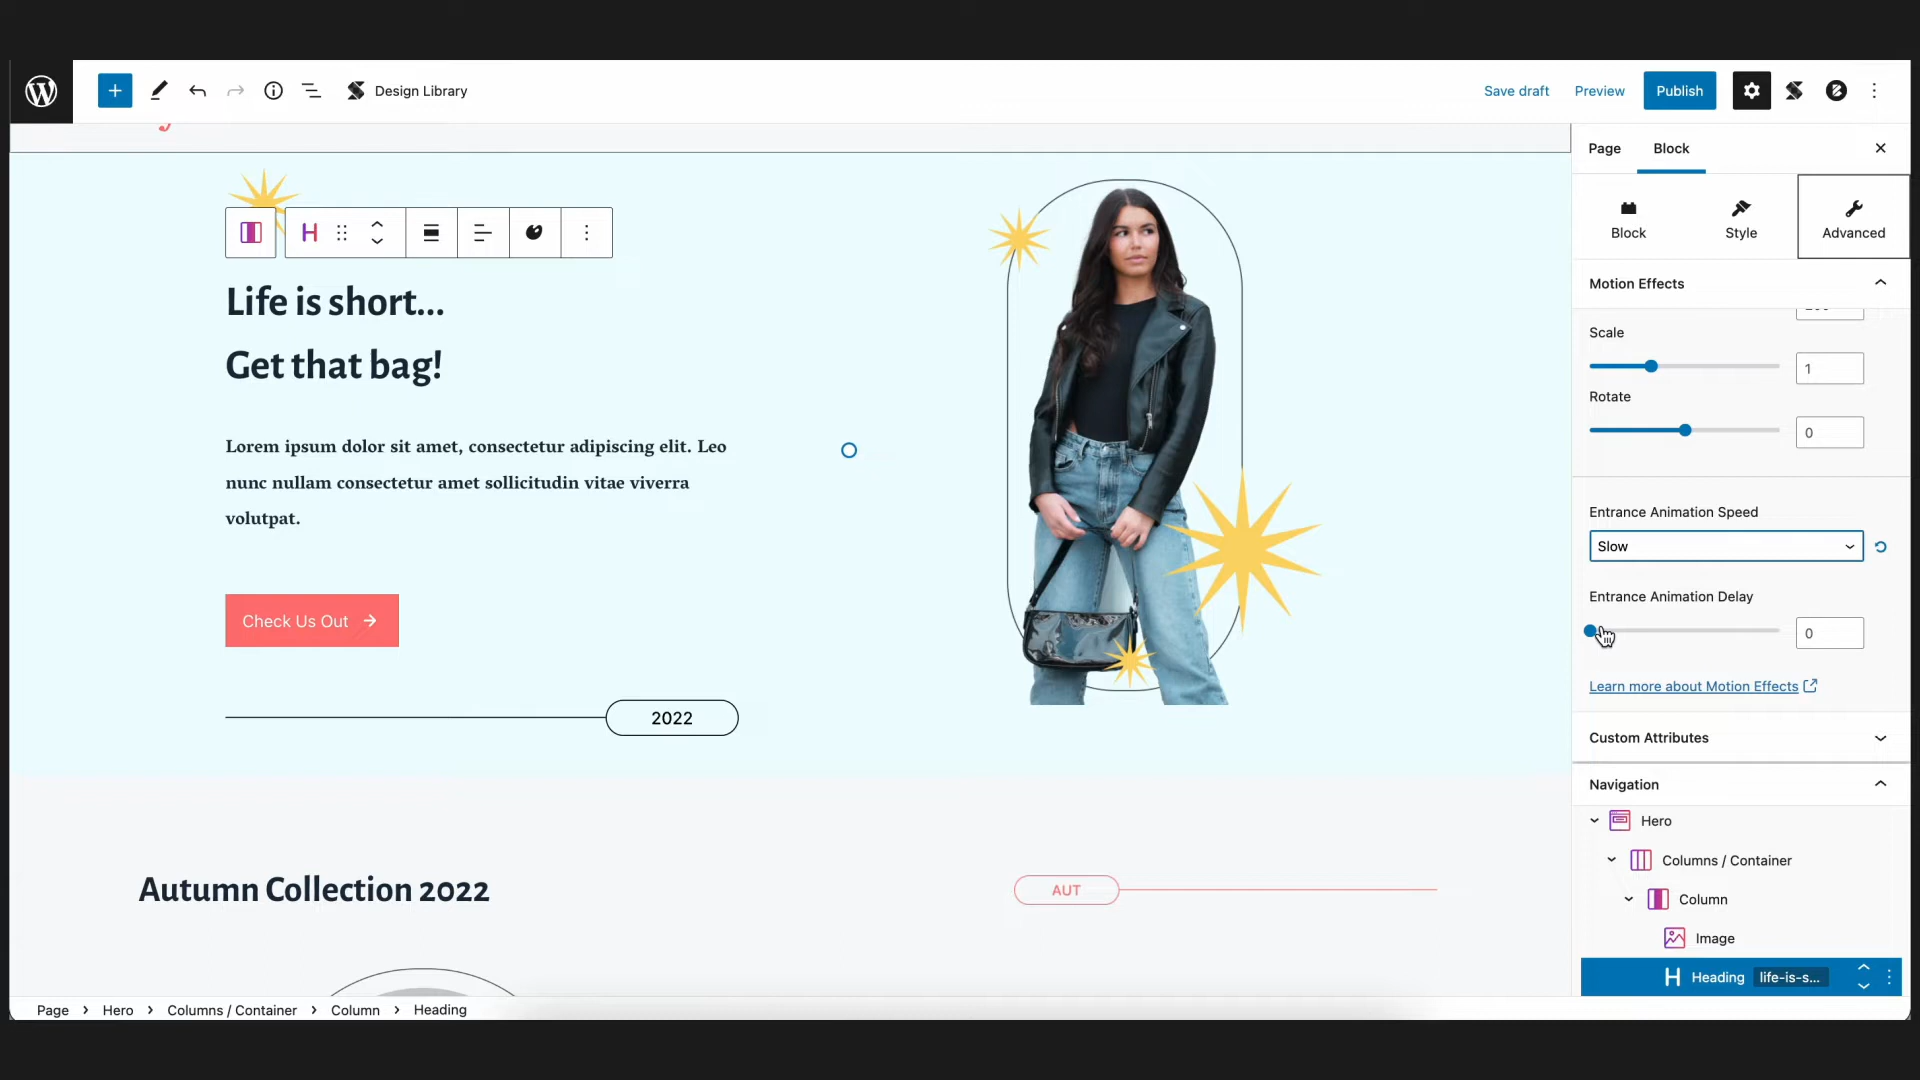 Design Library
Save draft
Preview
Publish
Page
Block
Block
Style
Advanced
Motion Effects
Scale
1
Rotate
0
Entrance Animation Speed
Slow
Entrance Animation Delay
0
Learn more about Motion Effects
Custom Attributes
Navigation
Hero
Columns / Container
Column
Image
Heading life-is-s...
Life is short...
Get that bag!
Lorem ipsum dolor sit amet, consectetur adipiscing elit. Leo
nunc nullam consectetur amet sollicitudin vitae viverra
volutpat.
Check Us Out
2022
Autumn Collection 2022
AUT
Page > Hero > Columns / Container > Column > Heading